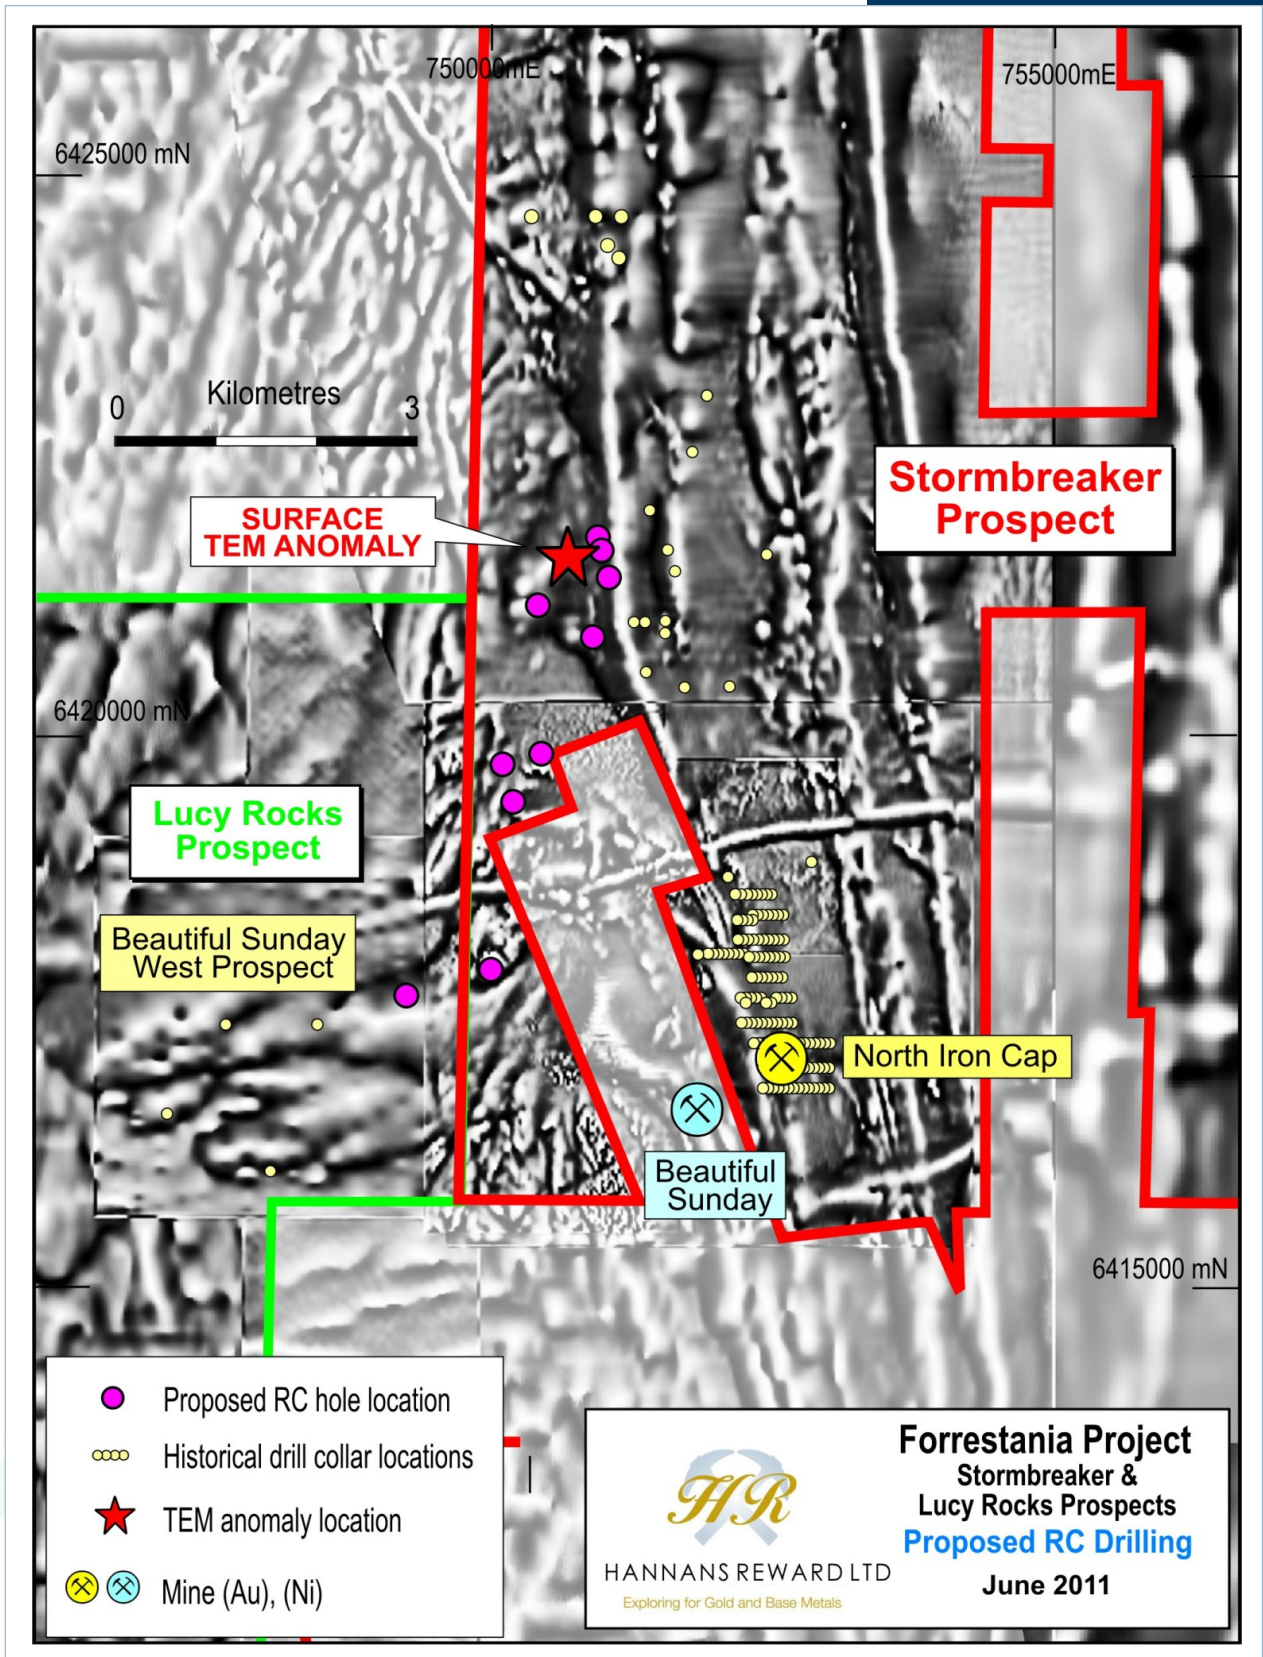 750000mE
755000mE
6425000 mN
Kilometres
0
3
Stormbreaker
Prospect
SURFACE
TEM ANOMALY
6420000 mN
Lucy Rocks
Prospect
Beautiful Sunday
West Prospect
North Iron Cap
Beautiful
Sunday
6415000 mN
Proposed RC hole location
Historical drill collar locations
TEM anomaly location
Mine (Au), (Ni)
HR
HANNANS REWARD LTD
Exploring for Gold and Base Metals
Forrestania Project
Stormbreaker &
Lucy Rocks Prospects
Proposed RC Drilling
June 2011